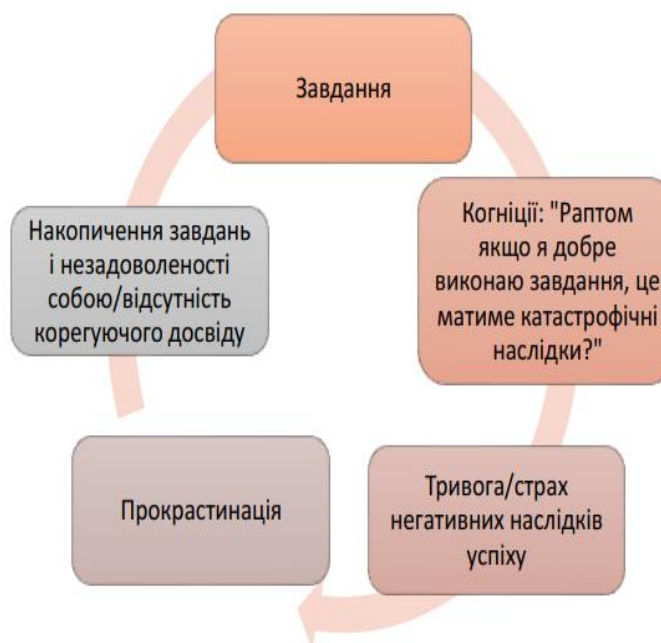 Завдання
Когніції: "Раптом
якщо я добре
виконаю завдання, це
матиме катастрофічні
наслідки?"
Тривога/страх
негативних наслідків
успіху
Прокрастинація
Накопичення завдань
і незадоволеності
собою/відсутність
корегуючого досвіду